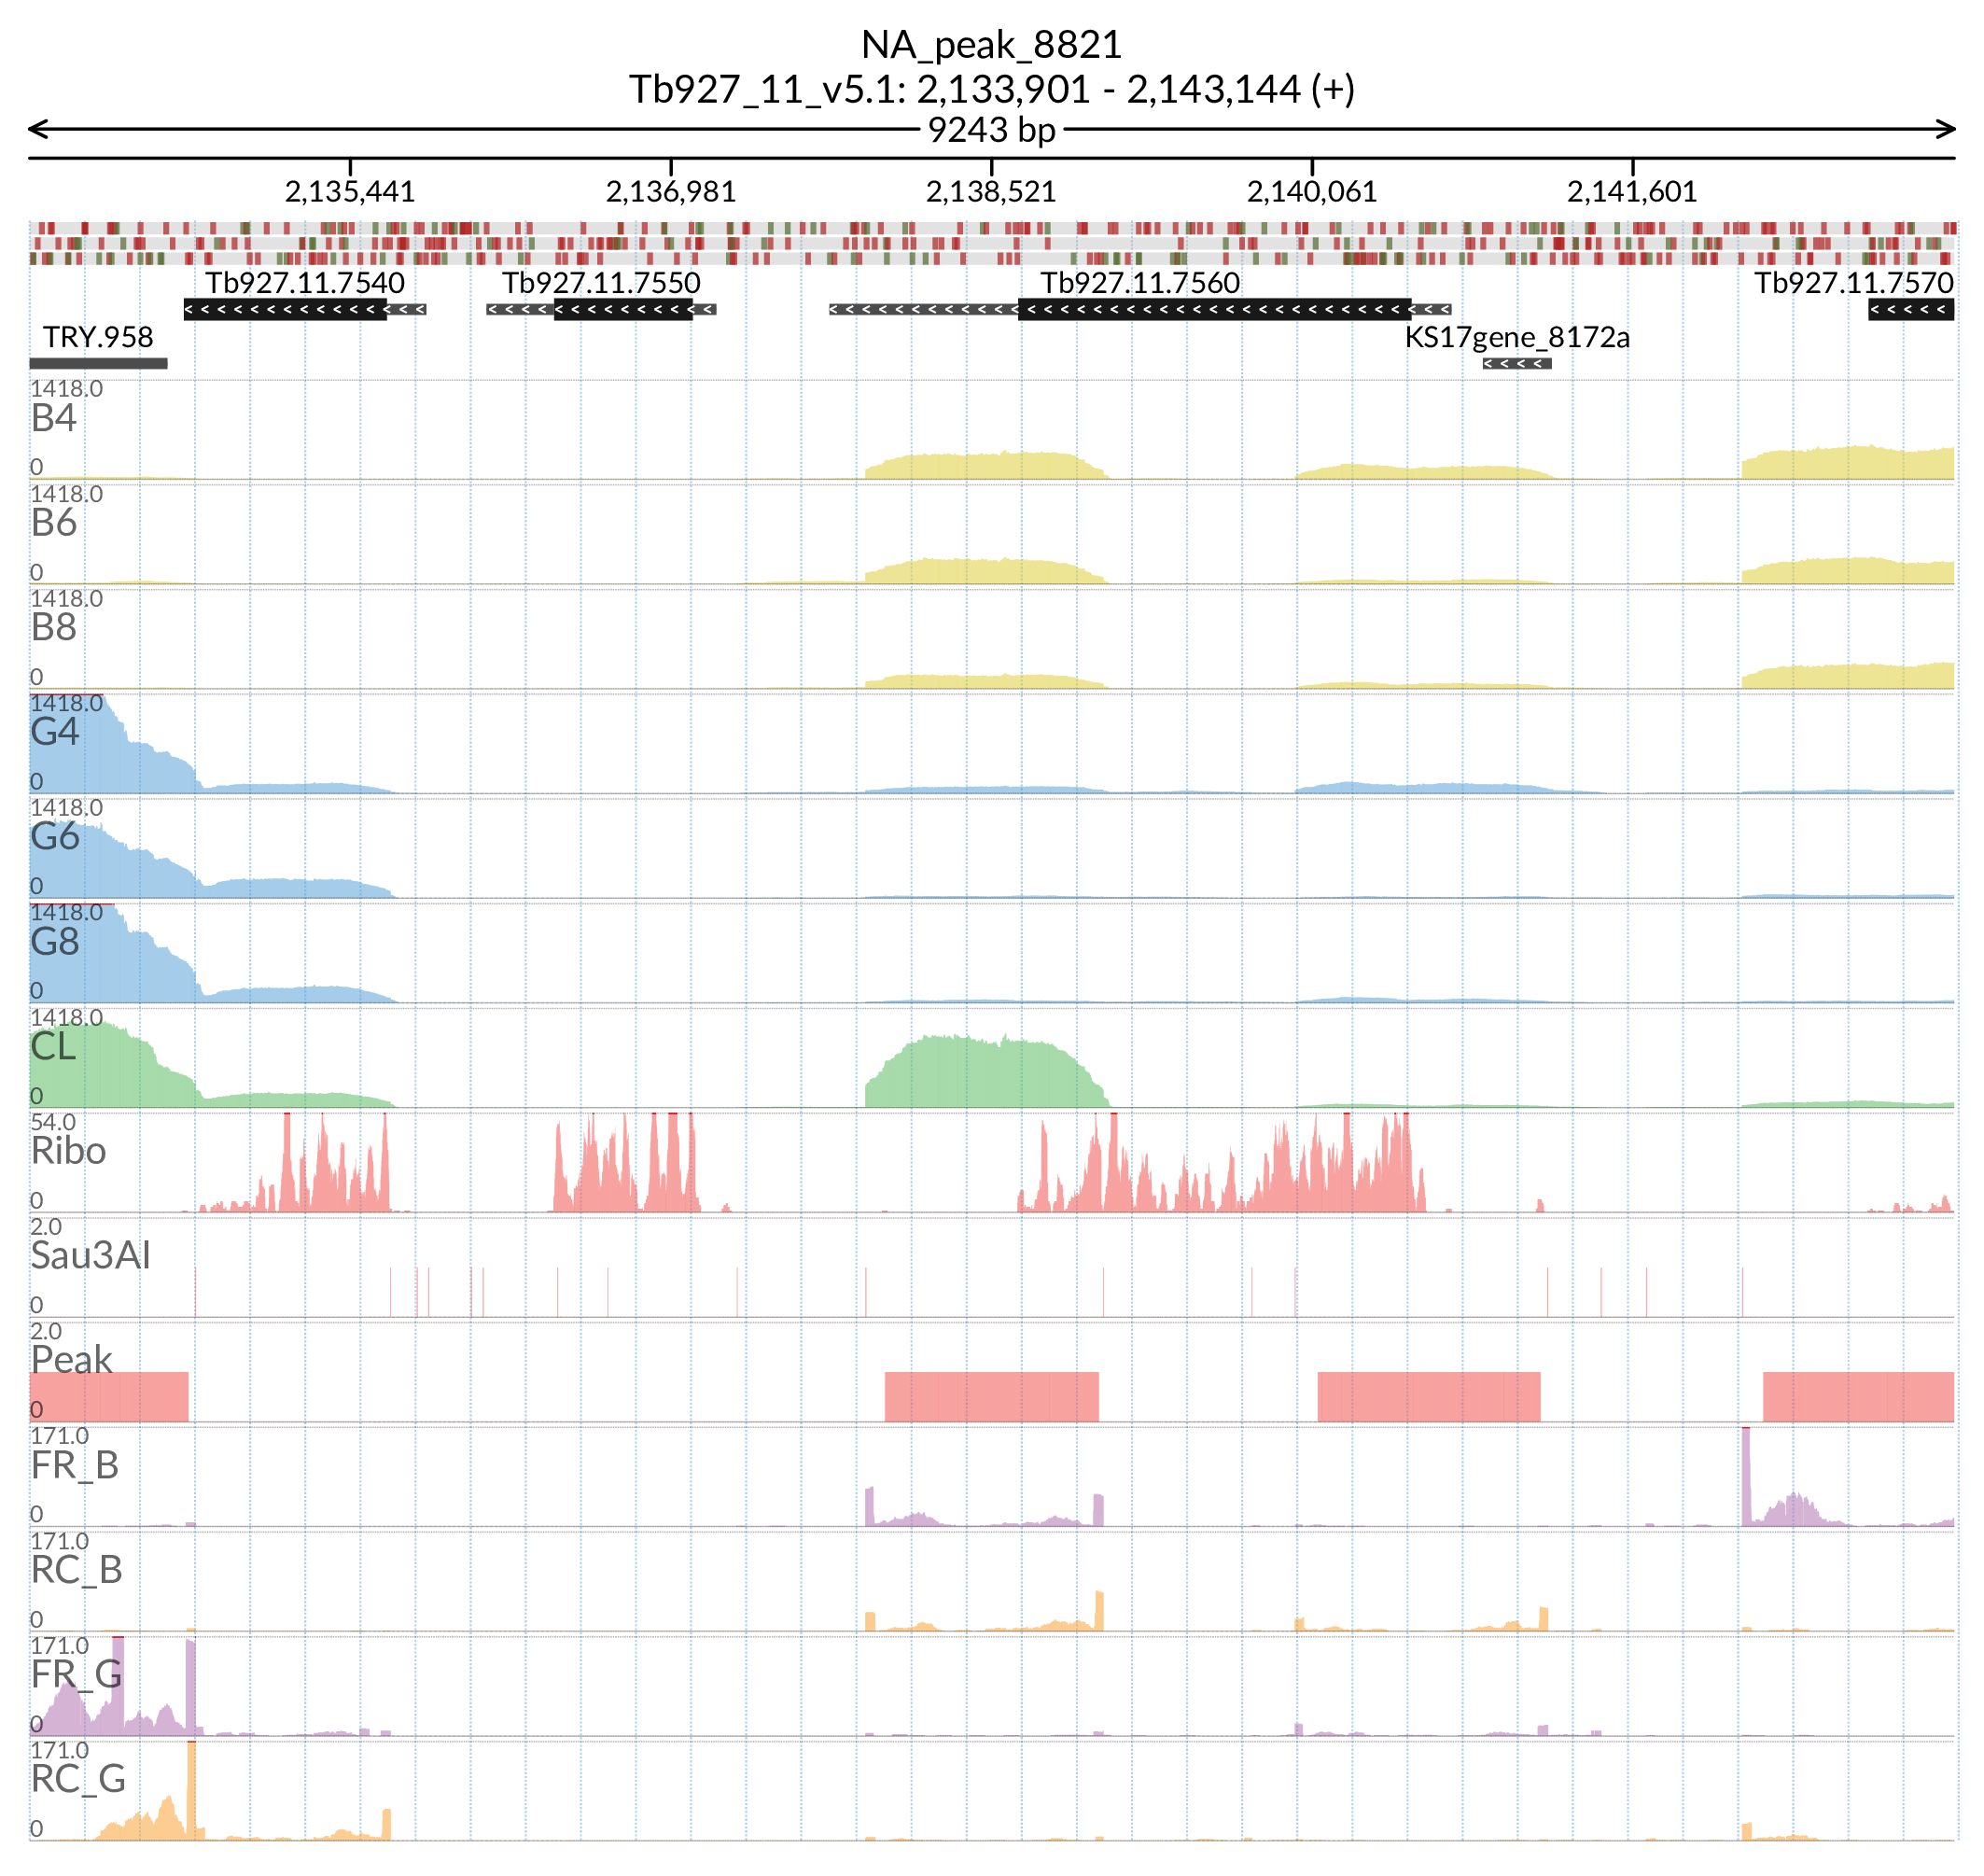 NA_peak_8821
Tb927_11_v5.1: 2,133,901 - 2,143,144 (+)
9243 bp
2,135,441 2,136,981 2,138,521 2,140,061 2,141,601
Tb927.11.7540 Tb927.11.7550 Tb927.11.7560 Tb927.11.7570
TRY.958 KS17gene_8172a
1418.0
B4
0
1418.0
B6
0
1418.0
B8
0
1418.0
G4
0
1418.0
G6
0
1418.0
G8
0
1418.0
CL
0
54.0
Ribo
0
2.0
Sau3AI
0
2.0
Peak
0
171.0
FR_B
0
171.0
RC_B
0
171.0
FR_G
0
171.0
RC_G
0